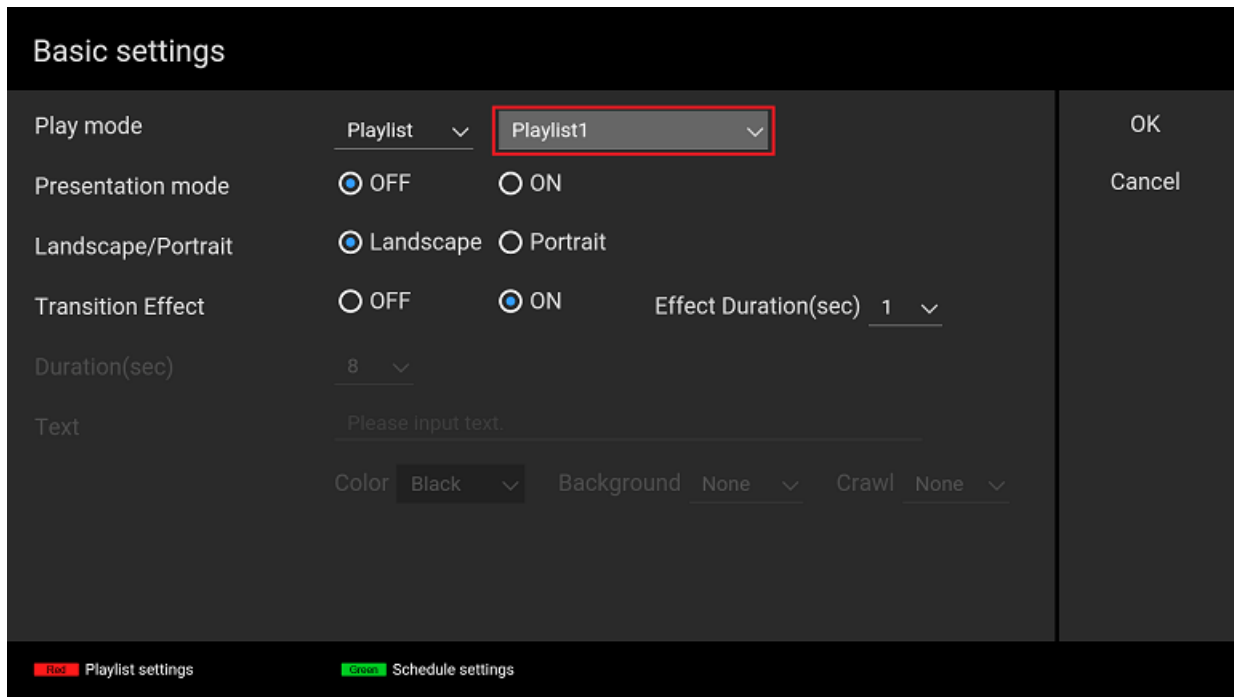 Basic settings
Play mode Playlist Playlist1 OK
Presentation mode OFF ON Cancel
Landscape/Portrait Landscape Portrait
Transition Effect OFF ON Effect Duration(sec) 1
Duration(sec) 8
Text Please input text.
Color Black Background None Crawl None
Red Playlist settings Green Schedule settings